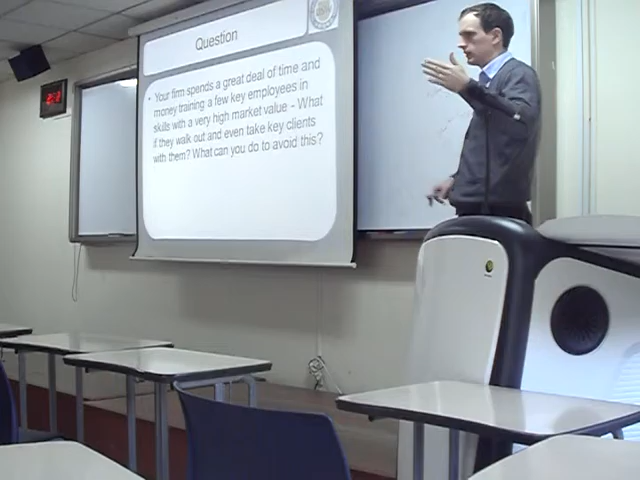 Question
• Your firm spends a great deal of time and
money training a few key employees in
skills with a very high market value - What
if they walk out and even take key clients
with them? What can you do to avoid this?